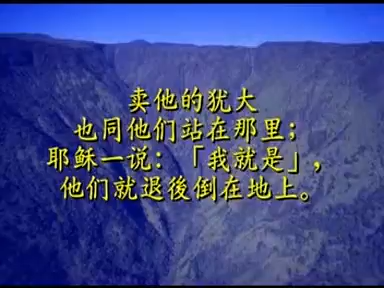 卖他的犹大
也同他们站在那里；
耶稣一说：「我就是」，
他们就退後倒在地上。